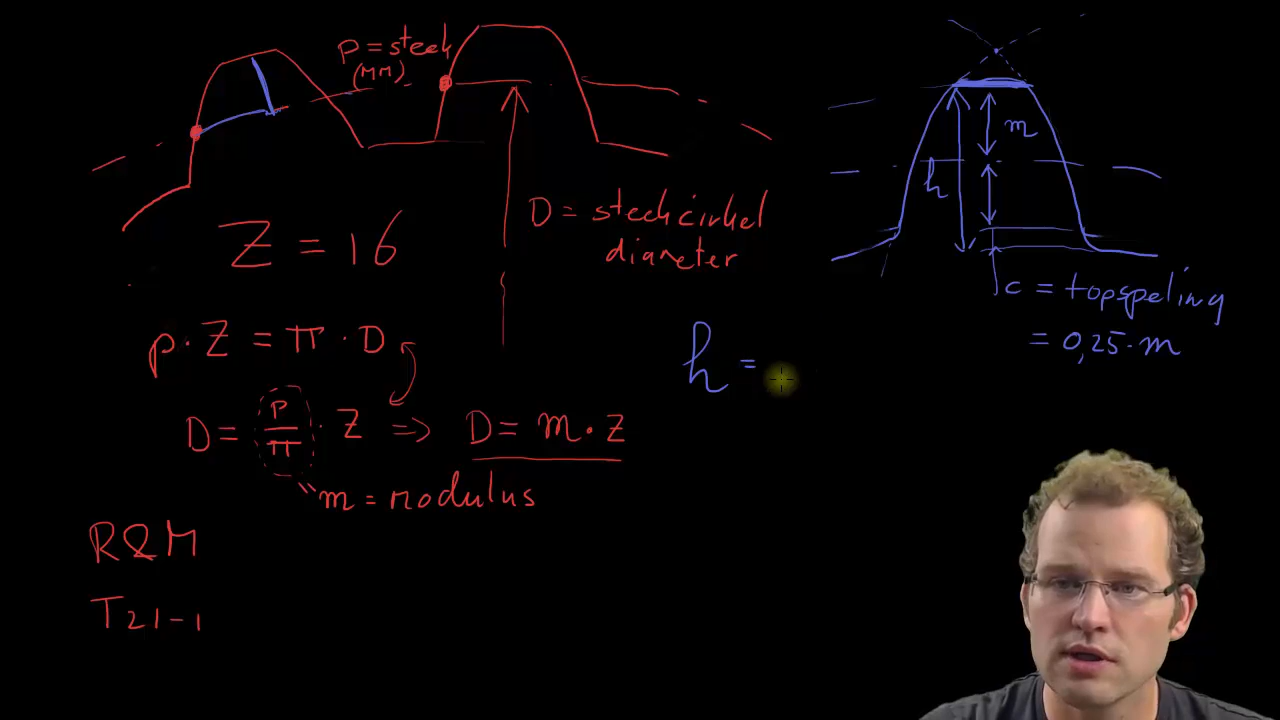 p = steek
(MM)
m
h
D = steekcirkel
diameter
Z = 16
c = topspeling
= 0,25·m
p · Z = π · D
h =
D = p/π · Z ⇒ D = m · z
m = modulus
R&M
T21-1